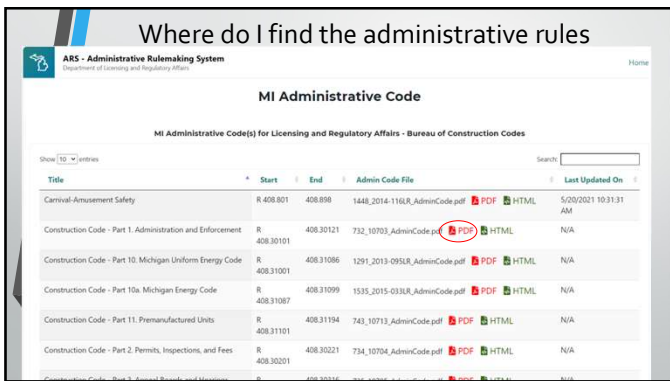 Where do I find the administrative rules
ARS - Administrative Rulemaking System
Department of Licensing and Regulatory Affairs
Home
MI Administrative Code
MI Administrative Code(s) for Licensing and Regulatory Affairs - Bureau of Construction Codes
Show 10 entries
Search:
Title Start End Admin Code File Last Updated On
Carnival-Amusement Safety R 408.801 408.898 1448_2014-116LR_AdminCode.pdf PDF HTML 5/20/2021 10:31:31
AM
Construction Code - Part 1. Administration and Enforcement R 408.30121 732_10703_AdminCode.pdf PDF HTML N/A
408.30101
Construction Code - Part 10. Michigan Uniform Energy Code R 408.31086 1291_2013-095LR_AdminCode.pdf PDF HTML N/A
408.31001
Construction Code - Part 10a. Michigan Energy Code R 408.31099 1535_2015-033LR_AdminCode.pdf PDF HTML N/A
408.31087
Construction Code - Part 11. Premanufactured Units R 408.31194 743_10713_AdminCode.pdf PDF HTML N/A
408.31101
Construction Code - Part 2. Permits, Inspections, and Fees R 408.30221 734_10704_AdminCode.pdf PDF HTML N/A
408.30201